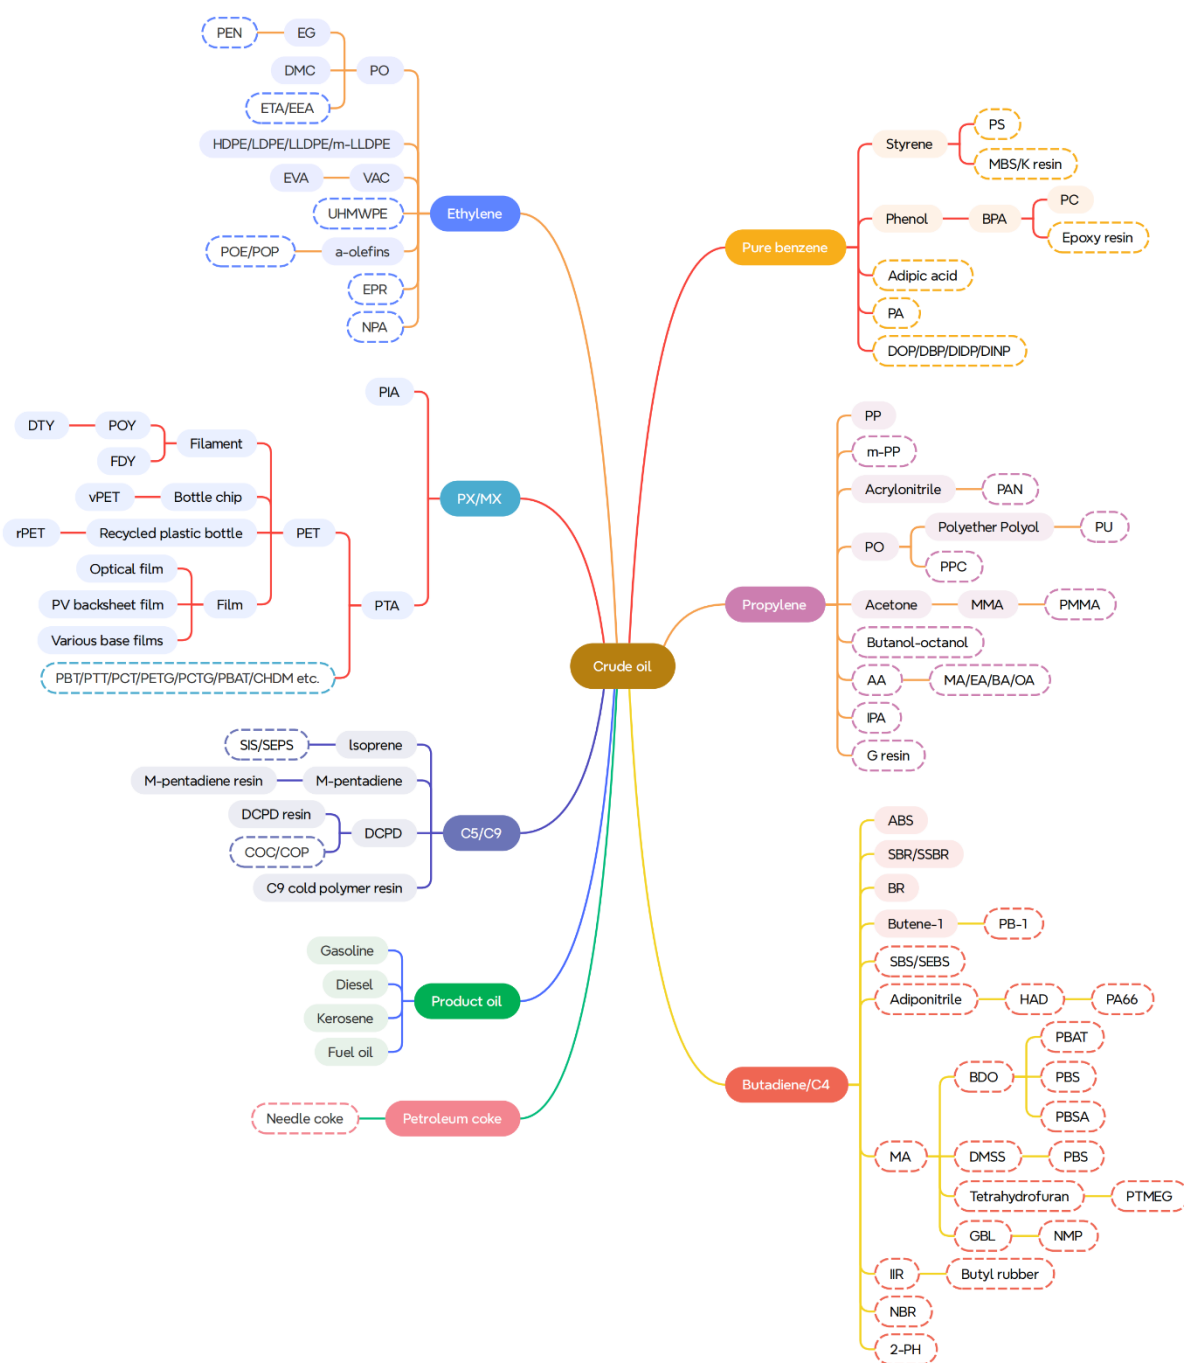 Crude oil
Ethylene
PO
EG
PEN
DMC
ETA/EEA
HDPE/LDPE/LLDPE/m-LLDPE
VAC
EVA
UHMWPE
a-olefins
POE/POP
EPR
NPA
PX/MX
PIA
PTA
PET
Filament
POY
DTY
FDY
Bottle chip
vPET
Recycled plastic bottle
rPET
Film
Optical film
PV backsheet film
Various base films
PBT/PTT/PCT/PETG/PCTG/PBAT/CHDM etc.
C5/C9
lsoprene
SIS/SEPS
M-pentadiene
M-pentadiene resin
DCPD
DCPD resin
COC/COP
C9 cold polymer resin
Product oil
Gasoline
Diesel
Kerosene
Fuel oil
Petroleum coke
Needle coke
Pure benzene
Styrene
PS
MBS/K resin
Phenol
BPA
PC
Epoxy resin
Adipic acid
PA
DOP/DBP/DIDP/DINP
Propylene
PP
m-PP
Acrylonitrile
PAN
PO
Polyether Polyol
PU
PPC
Acetone
MMA
PMMA
Butanol-octanol
AA
MA/EA/BA/OA
IPA
G resin
Butadiene/C4
ABS
SBR/SSBR
BR
Butene-1
PB-1
SBS/SEBS
Adiponitrile
HAD
PA66
MA
BDO
PBAT
PBS
PBSA
DMSS
PBS
Tetrahydrofuran
PTMEG
GBL
NMP
IIR
Butyl rubber
NBR
2-PH